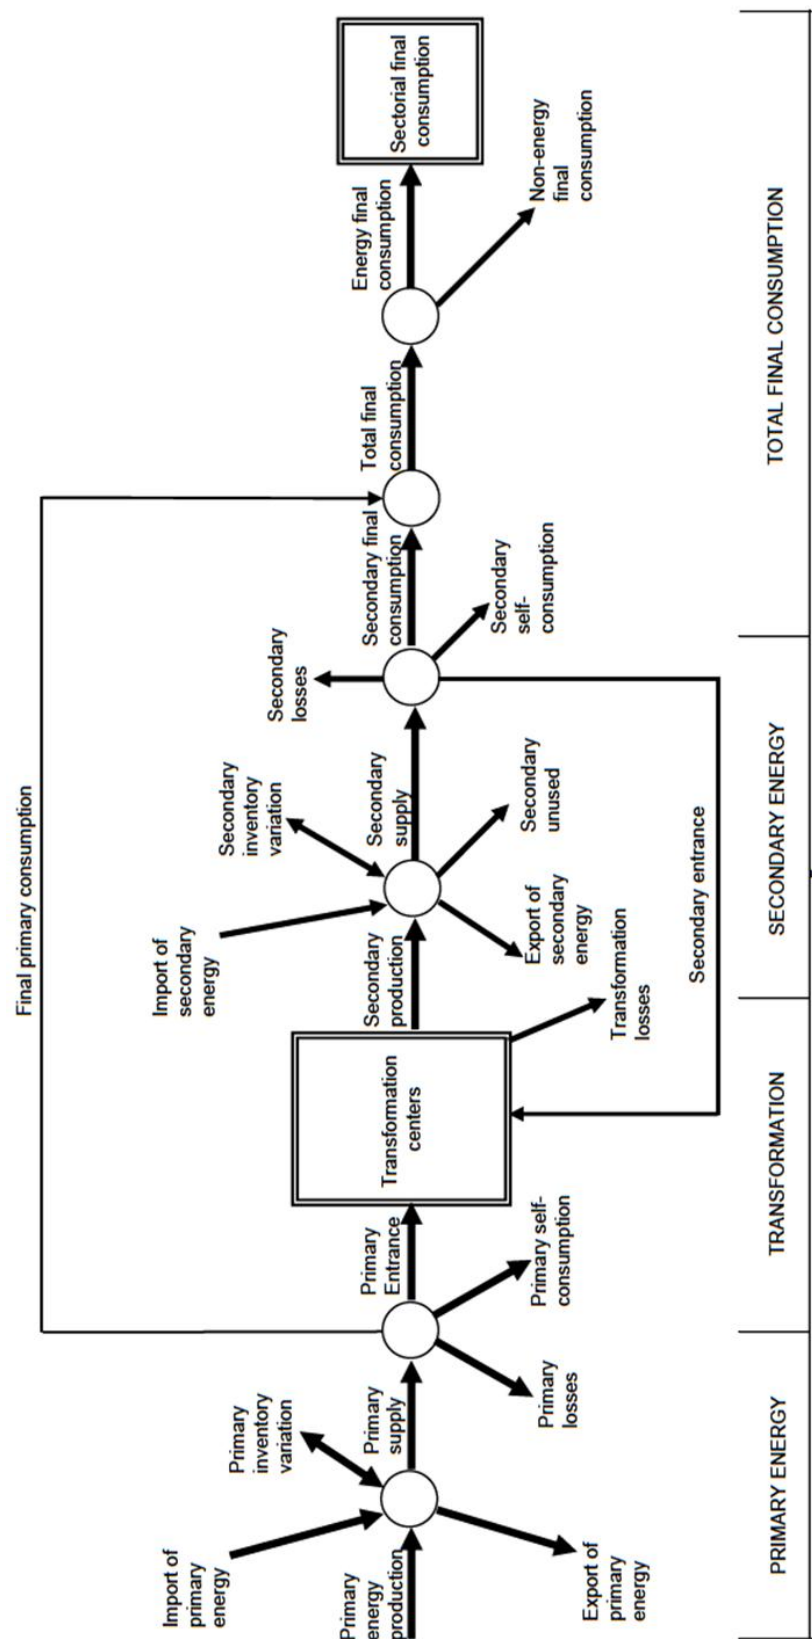 Final primary consumption
Import of
primary
energy
Primary
inventory
variation
Import of
secondary
energy
Secondary
inventory
variation
Secondary
losses
Primary
energy
production
Primary
supply
Primary
Entrance
Transformation
centers
Secondary
production
Secondary
supply
Secondary final
consumption
Total final
consumption
Energy final
consumption
Sectorial final
consumption
Export of
primary
energy
Primary
losses
Primary self-
consumption
Transformation
losses
Export of
secondary
energy
Secondary
unused
Secondary
self-
consumption
Non-energy
final
consumption
Secondary entrance
PRIMARY ENERGY
TRANSFORMATION
SECONDARY ENERGY
TOTAL FINAL CONSUMPTION